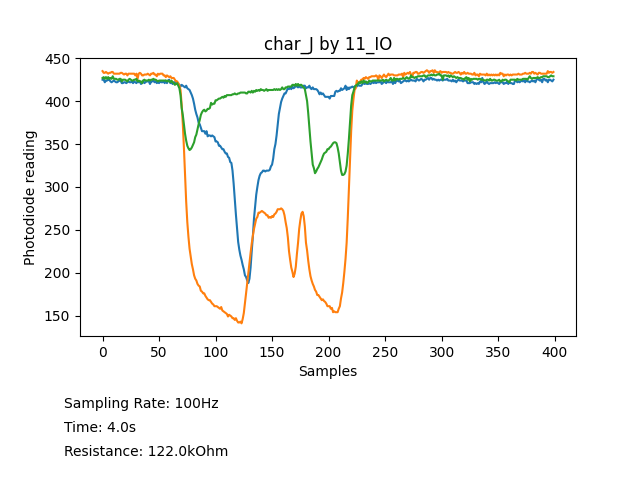 char_J by 11_IO
450
400
350
300
250
200
150
Photodiode reading
0 50 100 150 200 250 300 350 400
Samples
Sampling Rate: 100Hz
Time: 4.0s
Resistance: 122.0kOhm